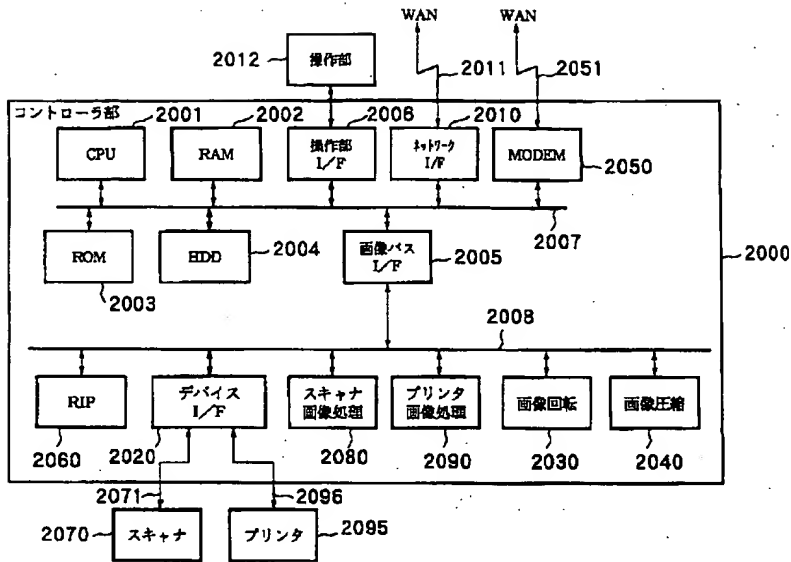 WAN
WAN
2012
操作部
2011
2051
コントローラ部
2001
2002
2006
2010
CPU
RAM
操作部
I/F
ネットワーク
I/F
MODEM
2050
2007
ROM
HDD
2004
画像バス
I/F
2005
2000
2003
2008
RIP
デバイス
I/F
スキャナ
画像処理
プリンタ
画像処理
画像回転
画像圧縮
2060
2020
2080
2090
2030
2040
2071
2096
2070
スキャナ
プリンタ
2095